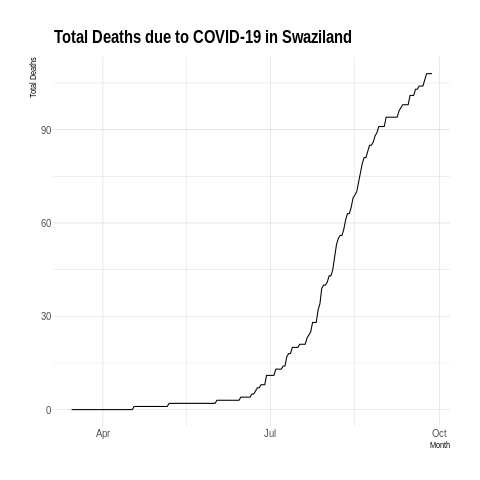 Total Deaths due to COVID-19 in Swaziland
Total Deaths
90
60
30
0
Apr
Jul
Oct
Month